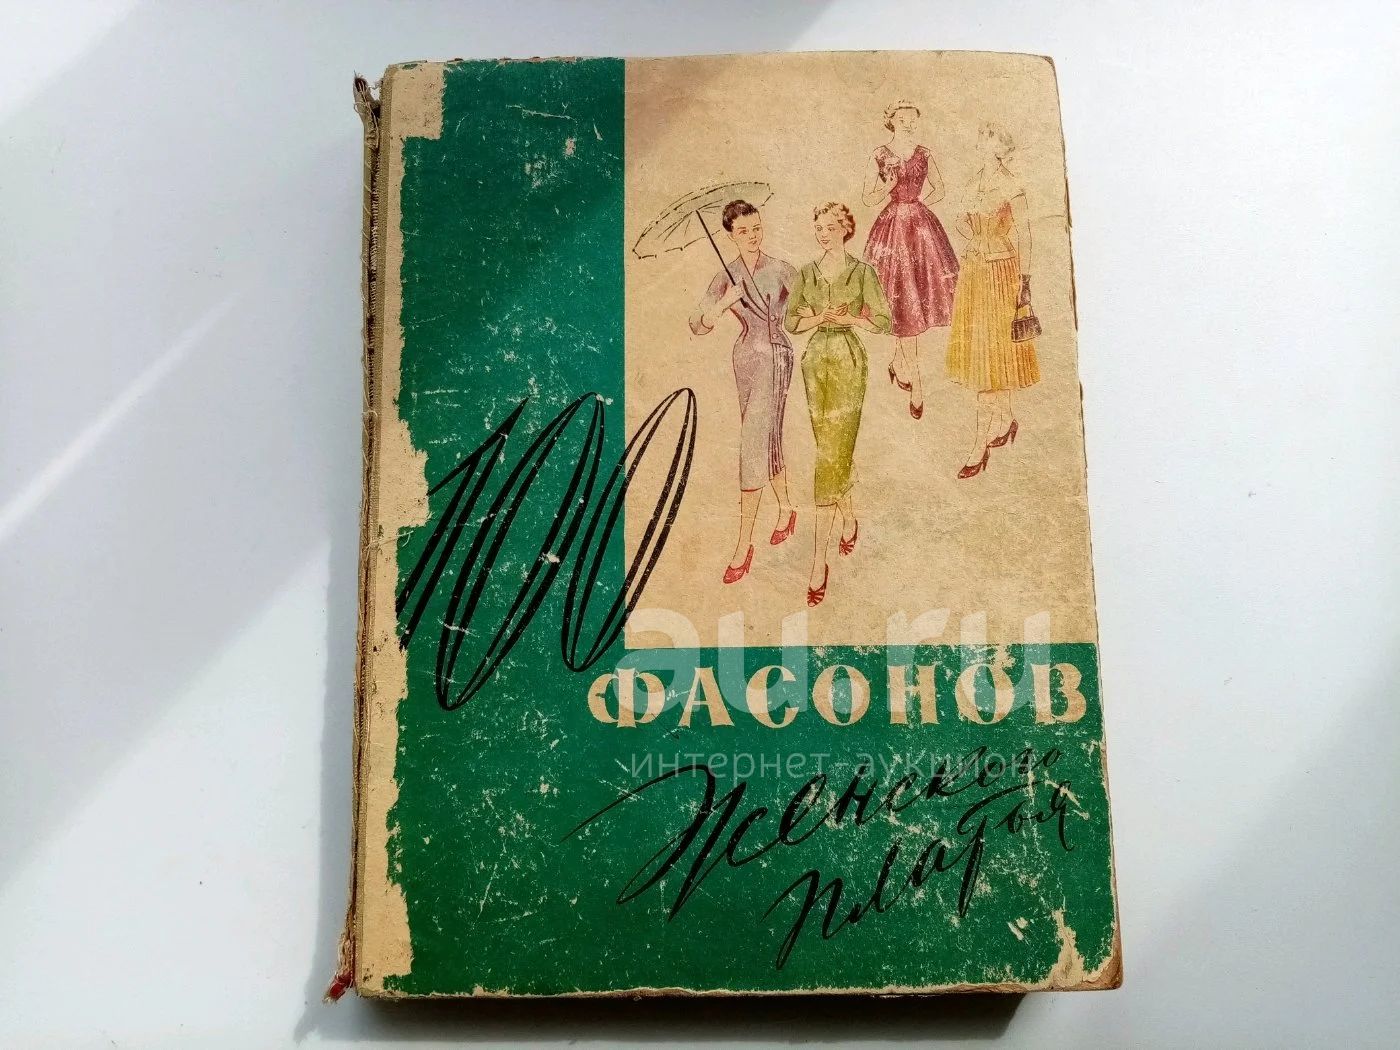 100
ФАСОНОВ
Женского
платья
au.ru
интернет-аукцион